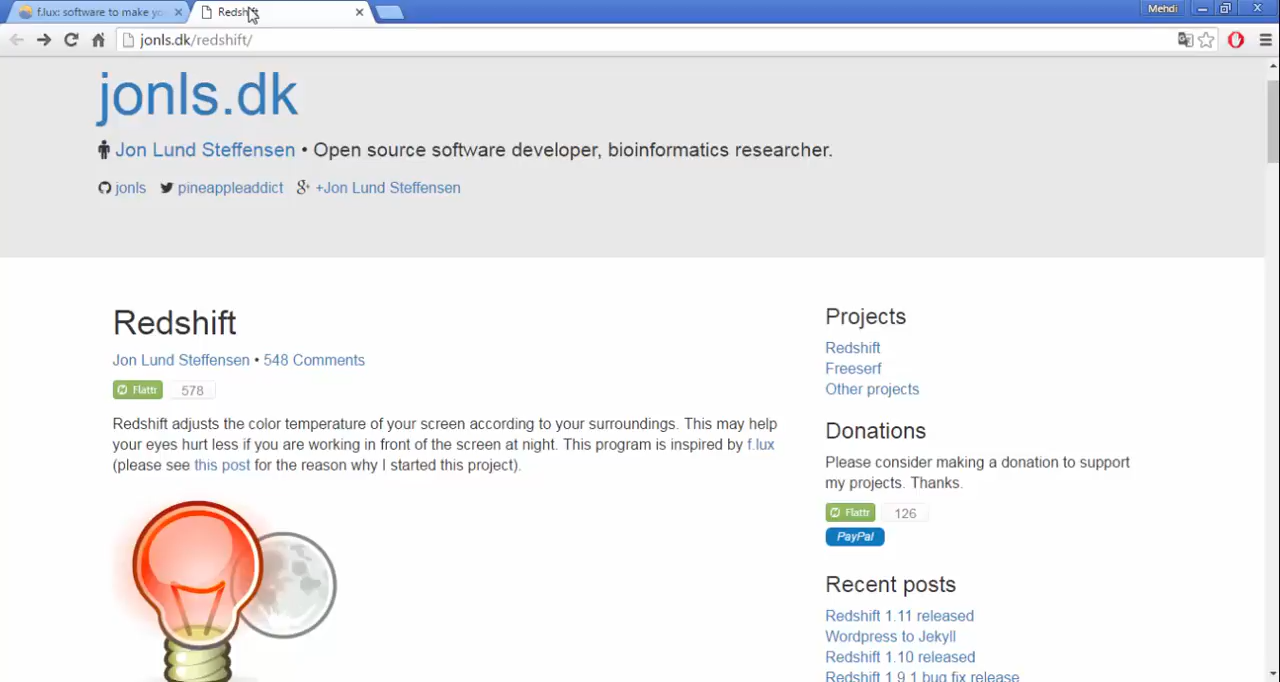 f.lux: software to make yo
Redshift
Mehdi
jonls.dk/redshift/
jonls.dk
Jon Lund Steffensen • Open source software developer, bioinformatics researcher.
jonls pineappleaddict +Jon Lund Steffensen
Redshift
Jon Lund Steffensen • 548 Comments
Flattr 578
Redshift adjusts the color temperature of your screen according to your surroundings. This may help
your eyes hurt less if you are working in front of the screen at night. This program is inspired by f.lux
(please see this post for the reason why I started this project).
Projects
Redshift
Freeserf
Other projects
Donations
Please consider making a donation to support
my projects. Thanks.
Flattr 126
PayPal
Recent posts
Redshift 1.11 released
Wordpress to Jekyll
Redshift 1.10 released
Redshift 1.9.1 bug fix release